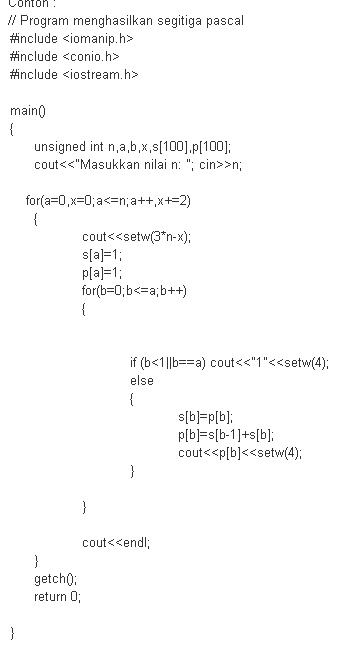 Contoh :
// Program menghasilkan segitiga pascal
#include <iomanip.h>
#include <conio.h>
#include <iostream.h>
main()
{
unsigned int n,a,b,x,s[100],p[100];
cout<<"Masukkan nilai n: "; cin>>n;
for(a=0,x=0;a<=n;a++,x+=2)
{
cout<<setw(3*n-x);
s[a]=1;
p[a]=1;
for(b=0;b<=a;b++)
{
if (b<1||b==a) cout<<"1"<<setw(4);
else
{
s[b]=p[b];
p[b]=s[b-1]+s[b];
cout<<p[b]<<setw(4);
}
}
cout<<endl;
}
getch();
return 0;
}